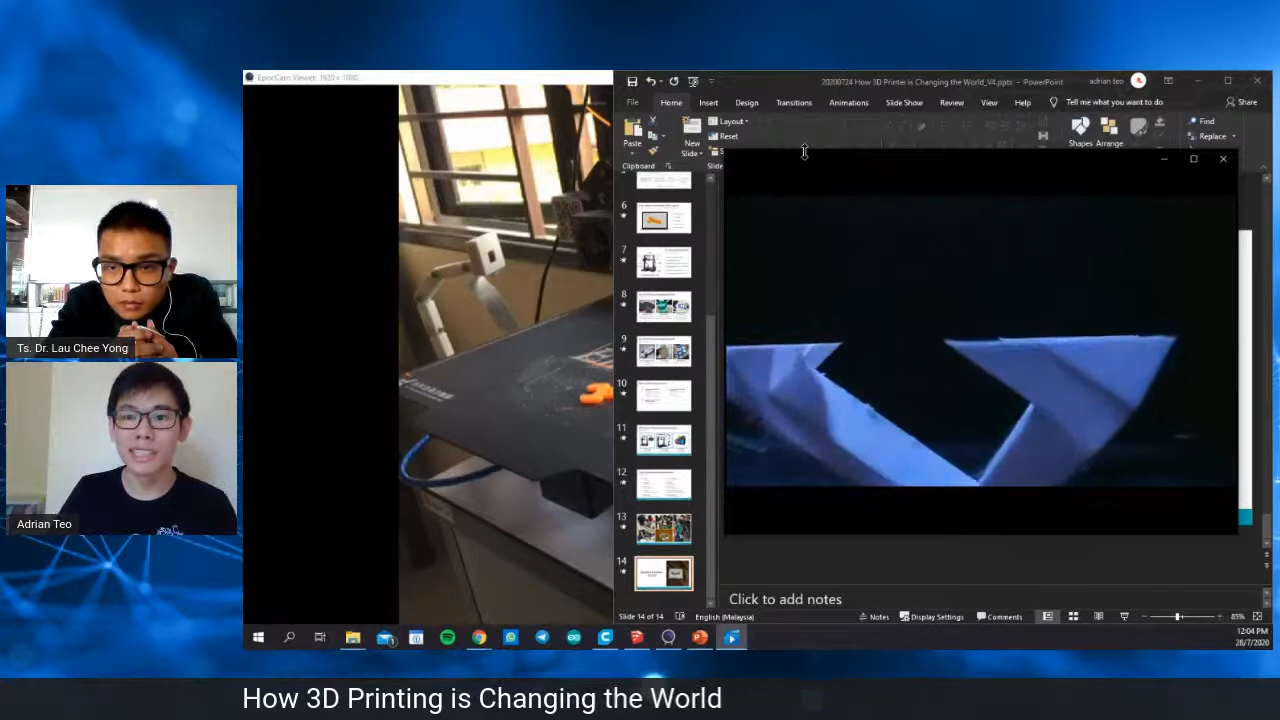 EpocCam Viewer: 1920 x 1080
20200724 How 3D Printer is Changing the World_V4.pptx - PowerPoint
adrian teo
File Home Insert Design Transitions Animations Slide Show Review View Help Tell me what you want to do Share
Paste
New Slide
Layout
Reset
Shapes Arrange
Find
Replace
Clipboard
6
7
8
9
10
11
12
13
14
Ts. Dr. Lau Chee Yong
Adrian Teo
Click to add notes
Slide 14 of 14 English (Malaysia) Notes Display Settings Comments 85%
12:04 PM
28/7/2020
How 3D Printing is Changing the World